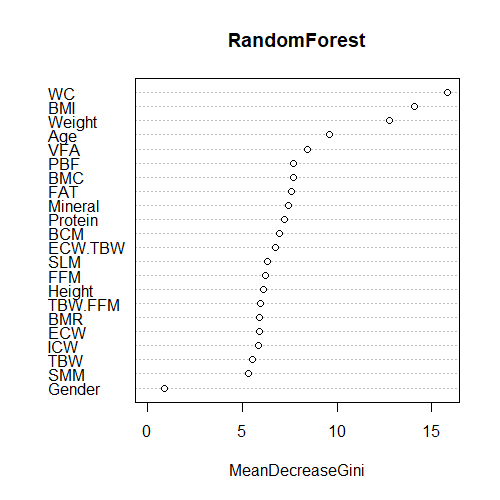 RandomForest
WC
BMI
Weight
Age
VFA
PBF
BMC
FAT
Mineral
Protein
BCM
ECW.TBW
SLM
FFM
Height
TBW.FFM
BMR
ECW
ICW
TBW
SMM
Gender
0 5 10 15
MeanDecreaseGini